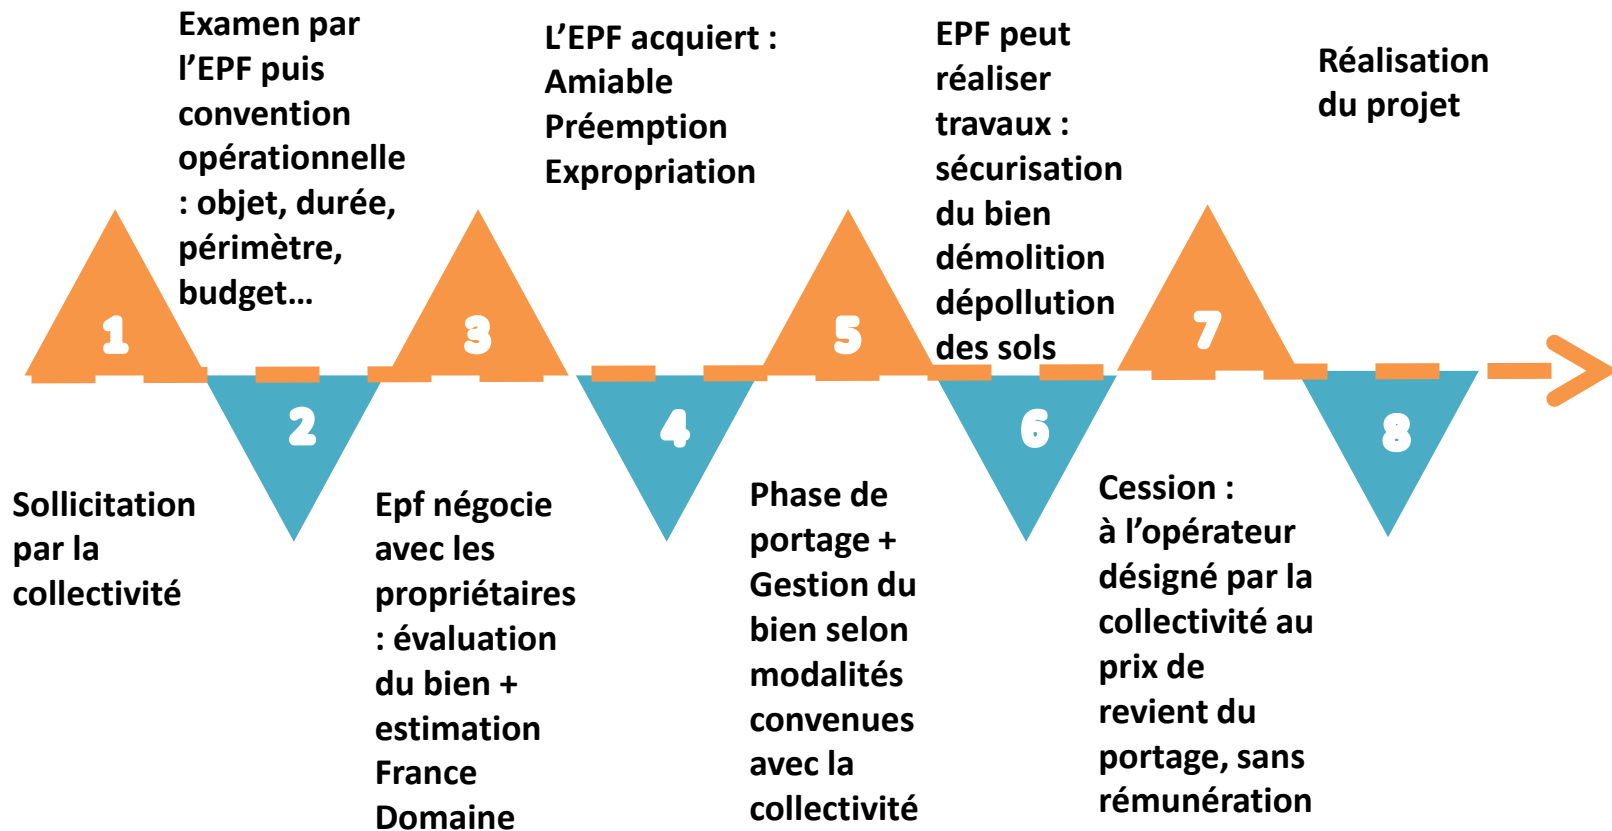 Sollicitation
par la
collectivité
1
Examen par
l’EPF puis
convention
opérationnelle
: objet, durée,
périmètre,
budget…
2
Epf négocie
avec les
propriétaires
: évaluation
du bien +
estimation
France
Domaine
3
L’EPF acquiert :
Amiable
Préemption
Expropriation
4
Phase de
portage +
Gestion du
bien selon
modalités
convenues
avec la
collectivité
5
EPF peut
réaliser
travaux :
sécurisation
du bien
démolition
dépollution
des sols
6
Cession :
à l’opérateur
désigné par la
collectivité au
prix de
revient du
portage, sans
rémunération
7
Réalisation
du projet
8